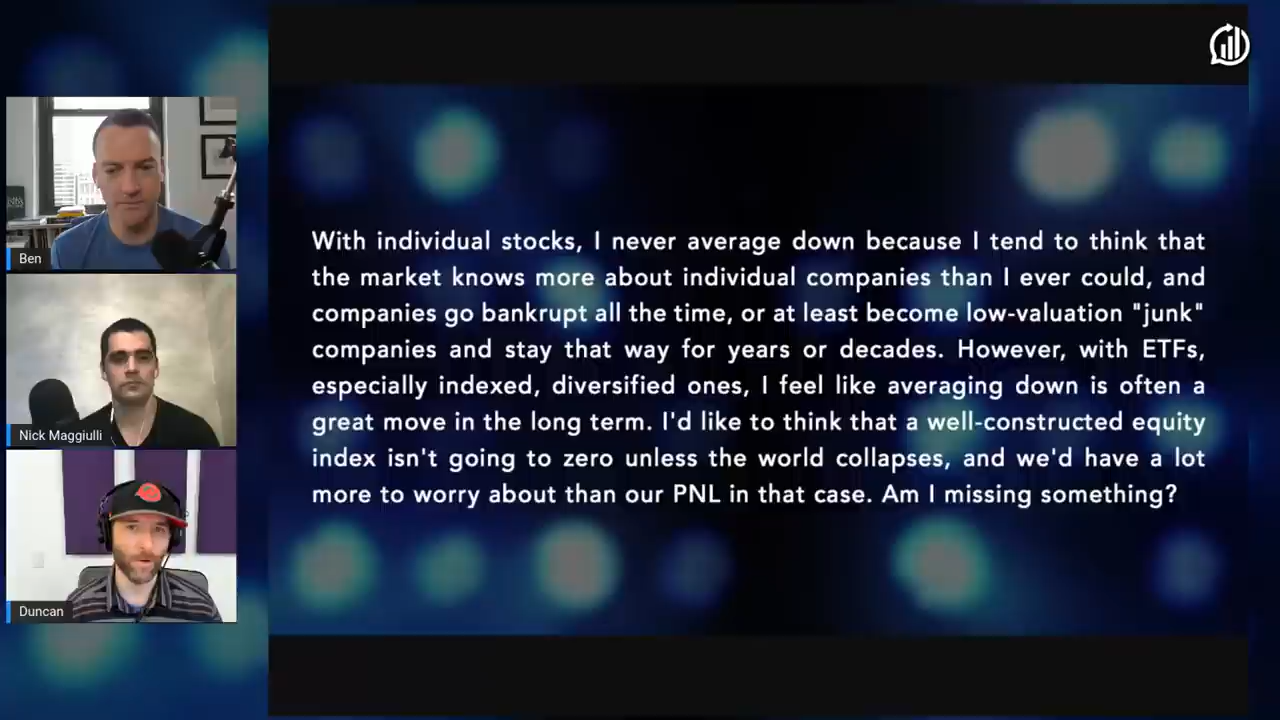 Ben
Nick Maggiulli
Duncan
With individual stocks, I never average down because I tend to think that
the market knows more about individual companies than I ever could, and
companies go bankrupt all the time, or at least become low-valuation "junk"
companies and stay that way for years or decades. However, with ETFs,
especially indexed, diversified ones, I feel like averaging down is often a
great move in the long term. I'd like to think that a well-constructed equity
index isn't going to zero unless the world collapses, and we'd have a lot
more to worry about than our PNL in that case. Am I missing something?